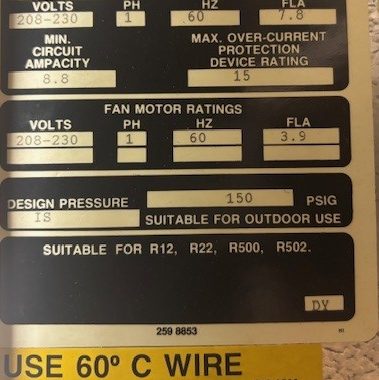 VOLTS PH HZ FLA
208-230 1 60 7.8
MIN. CIRCUIT AMPACITY MAX. OVER-CURRENT PROTECTION DEVICE RATING
8.8 15
FAN MOTOR RATINGS
VOLTS PH HZ FLA
208-230 1 60 3.9
DESIGN PRESSURE 150 PSIG
IS SUITABLE FOR OUTDOOR USE
SUITABLE FOR R12, R22, R500, R502.
DY
259 8853
USE 60º C WIRE